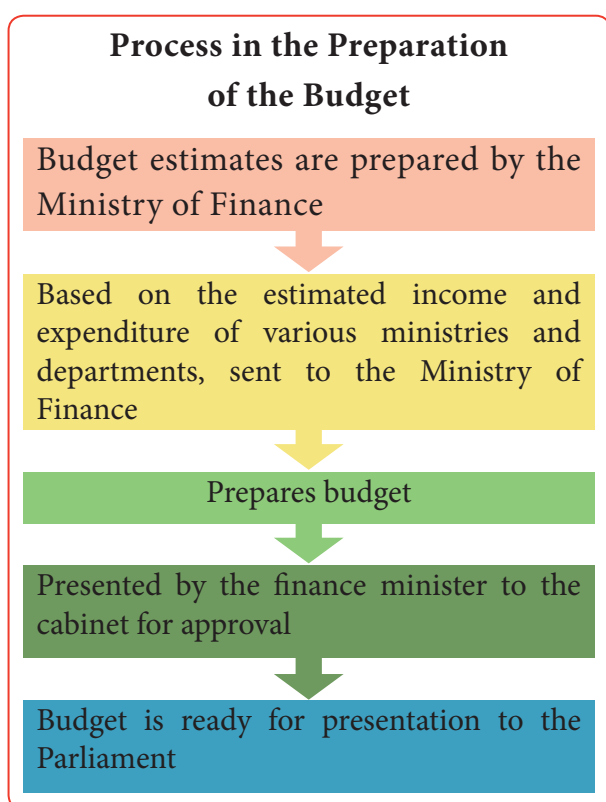 Process in the Preparation
of the Budget
Budget estimates are prepared by the
Ministry of Finance
Based on the estimated income and
expenditure of various ministries and
departments, sent to the Ministry of
Finance
Prepares budget
Presented by the finance minister to the
cabinet for approval
Budget is ready for presentation to the
Parliament